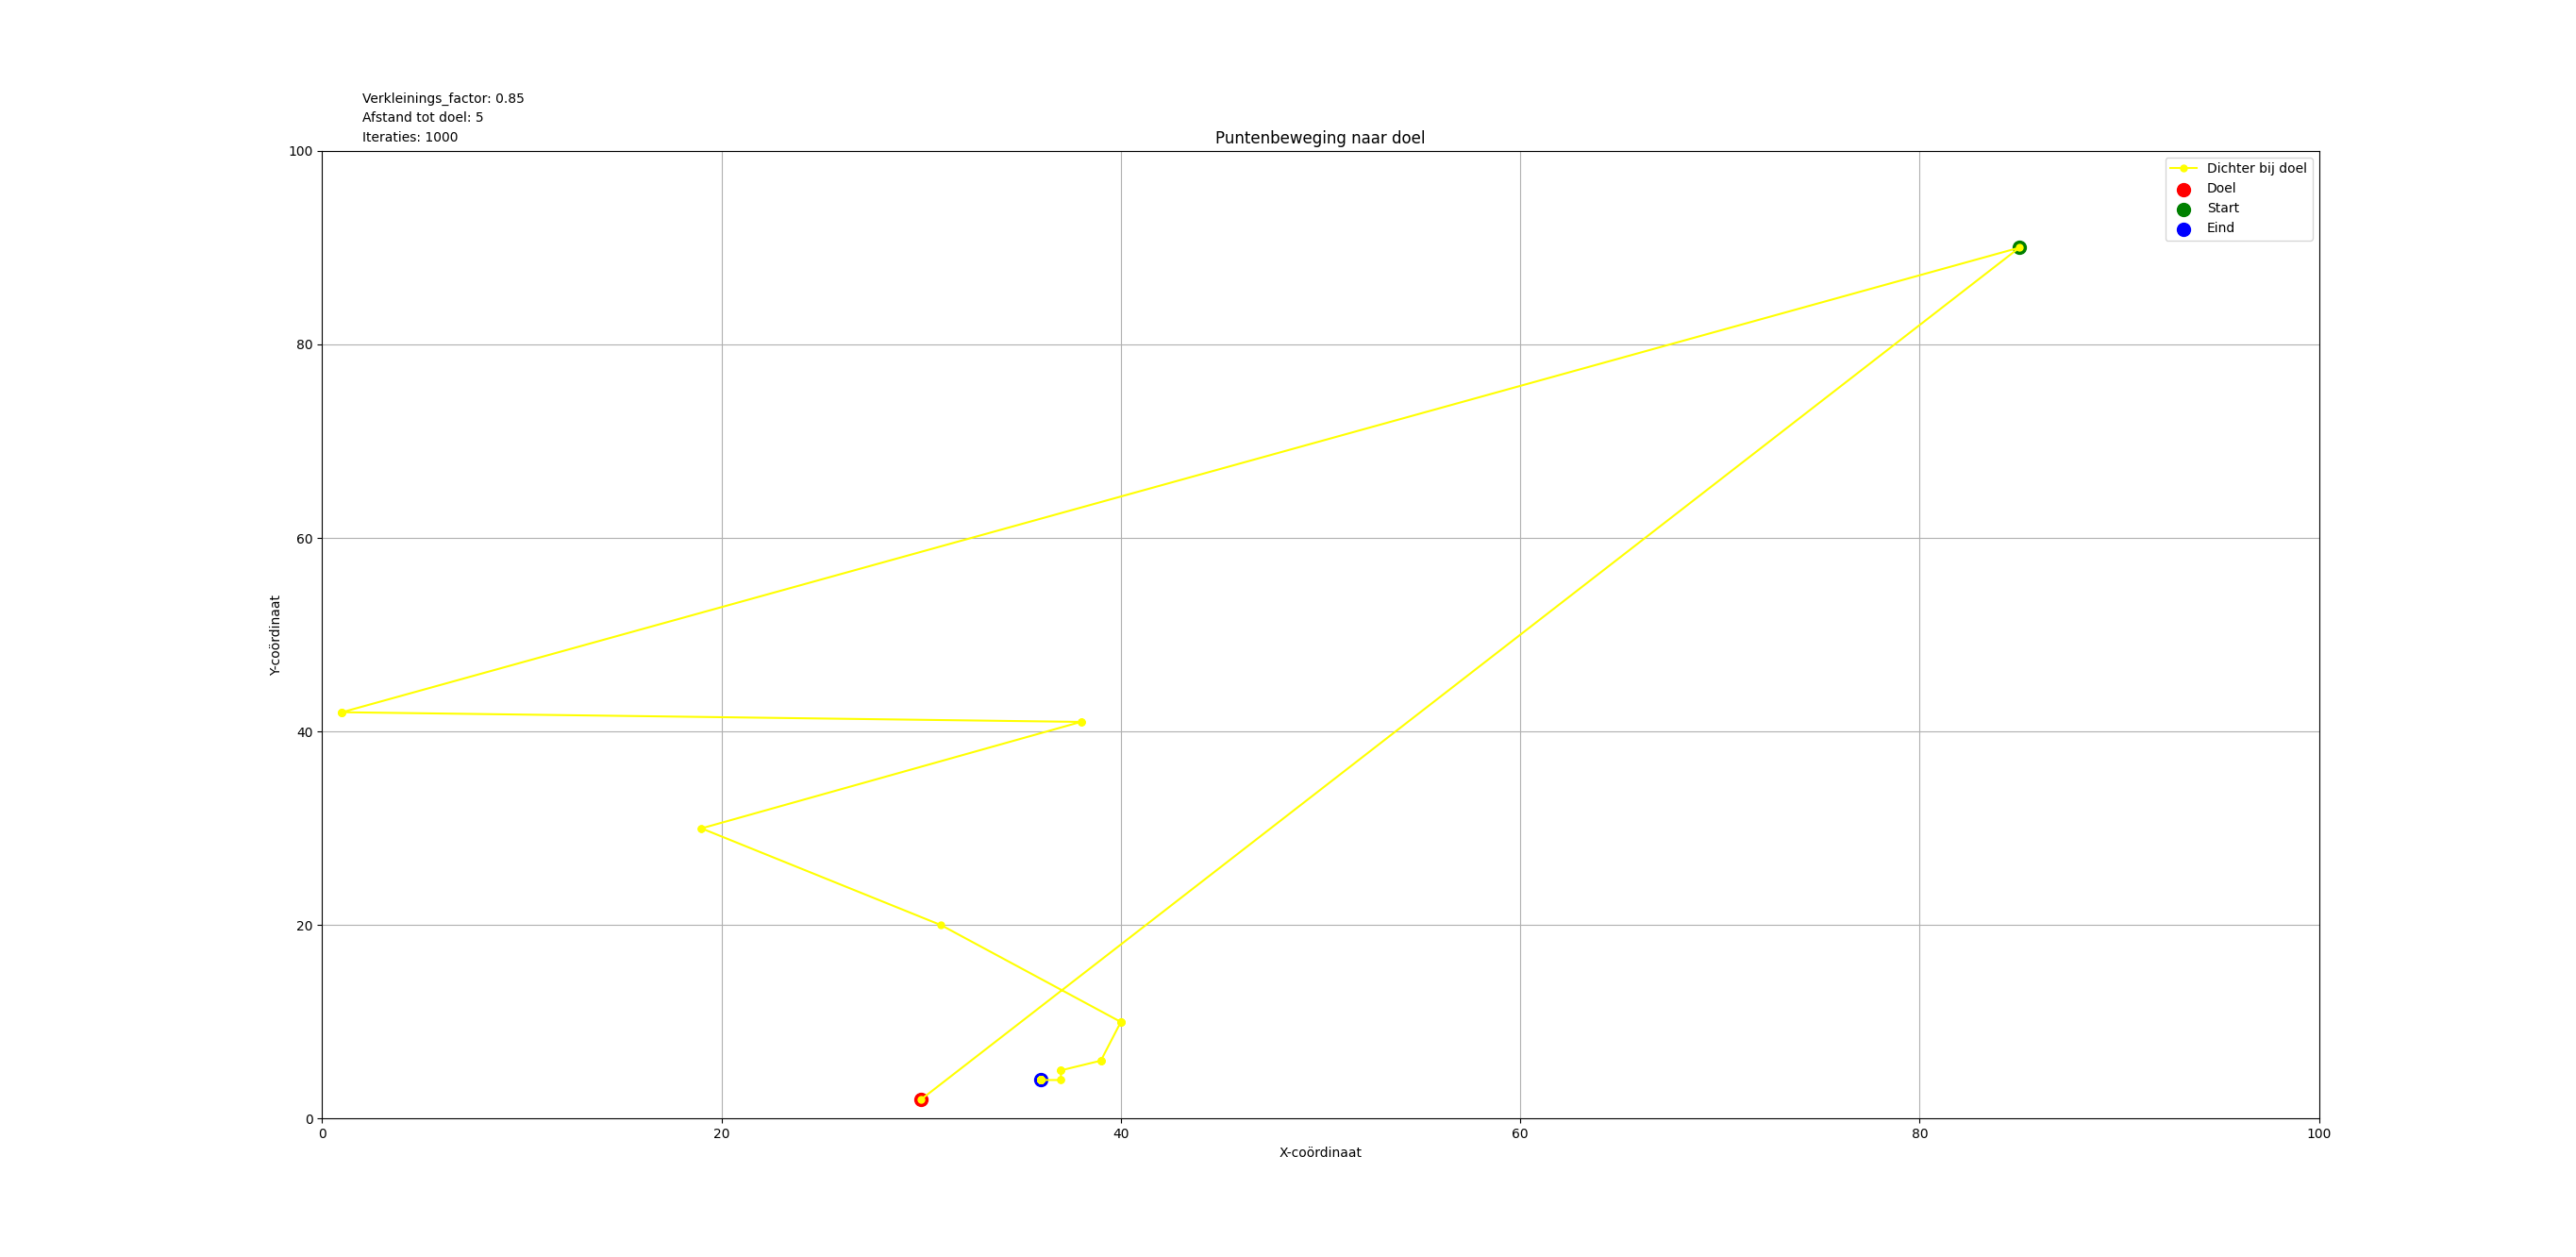 Verkleinings_factor: 0.85
Afstand tot doel: 5
Iteraties: 1000
Puntenbeweging naar doel
100
80
60
40
20
0
Y-coördinaat
Dichter bij doel
Doel
Start
Eind
0
20
40
60
80
100
X-coördinaat